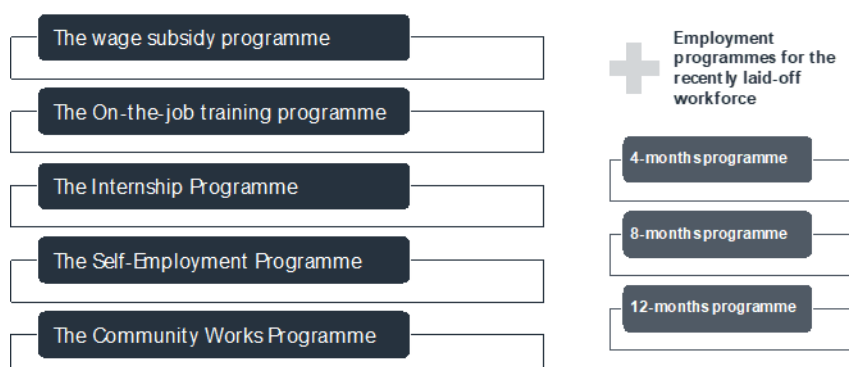 The wage subsidy programme
The On-the-job training programme
The Internship Programme
The Self-Employment Programme
The Community Works Programme
Employment
programmes for the
recently laid-off
workforce
4-months programme
8-months programme
12-months programme